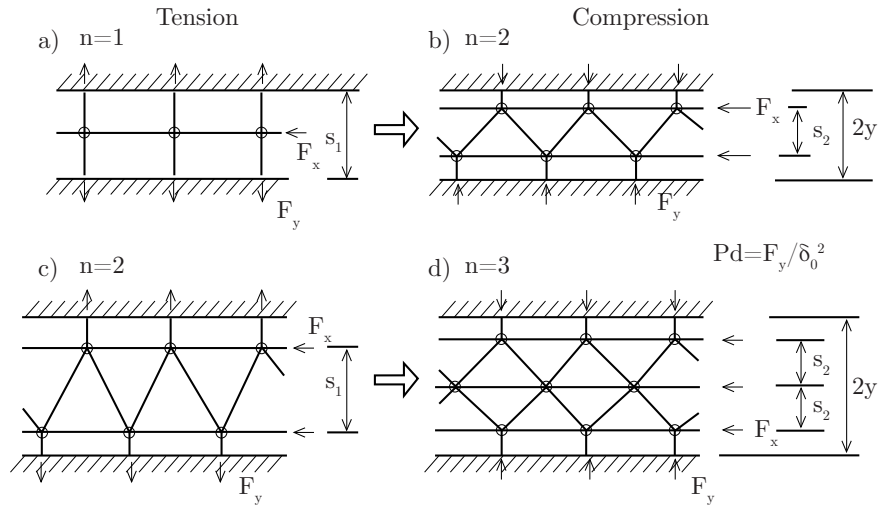 Tension
Compression
a) n=1
b) n=2
F_x
s_1
F_y
F_x
s_2
2y
F_y
c) n=2
d) n=3
Pd=F_y/δ_0^2
F_x
s_1
F_y
s_2
s_2
2y
F_x
F_y